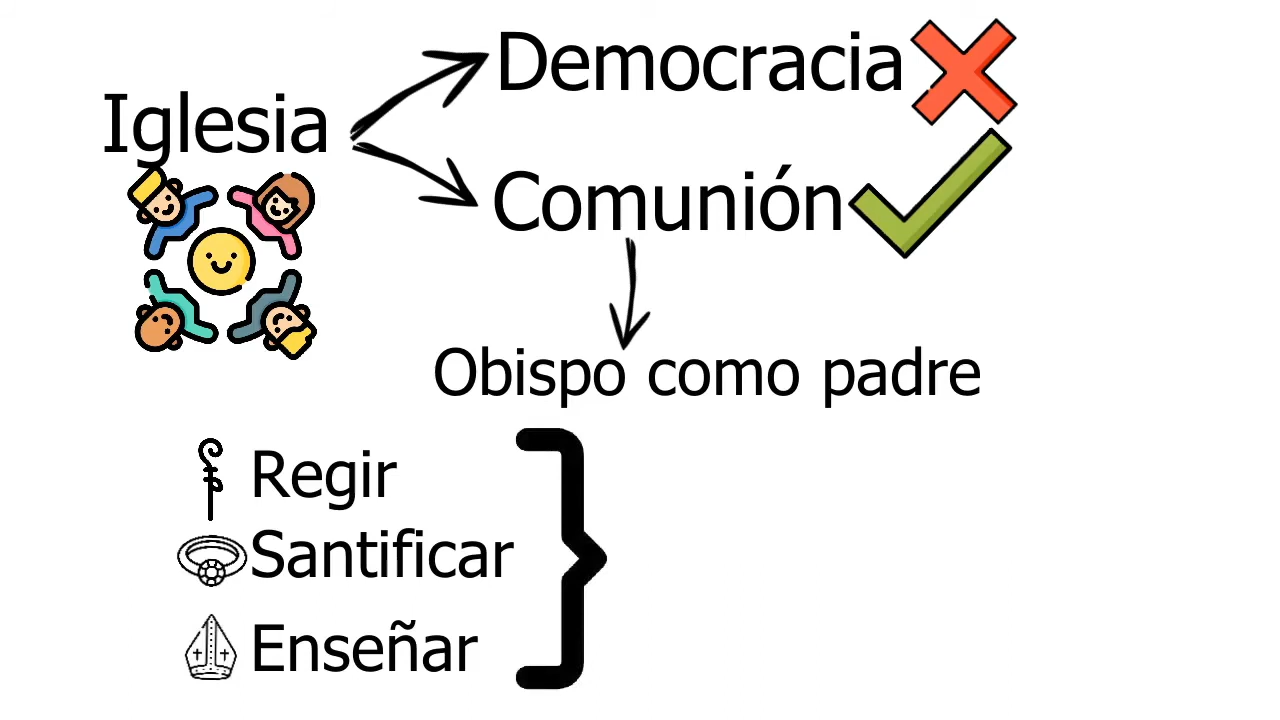 Iglesia
Democracia
Comunión
Obispo como padre
Regir
Santificar
Enseñar